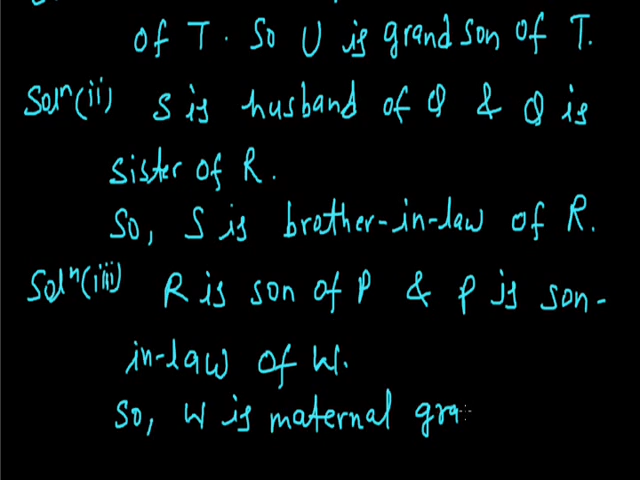 of T. So U is grand son of T.
Solⁿ(ii) S is husband of Q & Q is
sister of R.
So, S is brother-in-law of R.
Solⁿ(iii) R is son of P & P is son-
in-law of W.
So, W is maternal gra